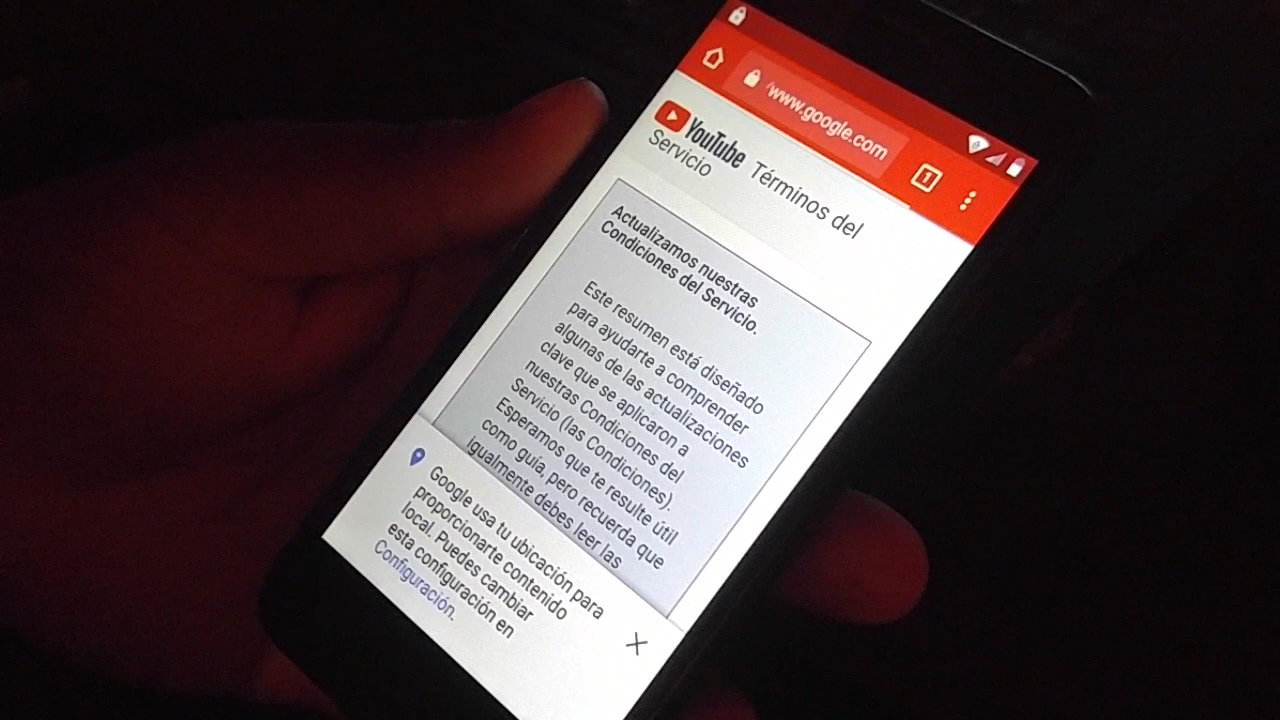 www.google.com
1
YouTube Términos del
Servicio
Actualizamos nuestras
Condiciones del Servicio.
Este resumen está diseñado
para ayudarte a comprender
algunas de las actualizaciones
clave que se aplicaron a
nuestras Condiciones del
Servicio (las Condiciones).
Esperamos que te resulte útil
como guía, pero recuerda que
igualmente debes leer las
Google usa tu ubicación para
proporcionarte contenido
local. Puedes cambiar
esta configuración en
Configuración.